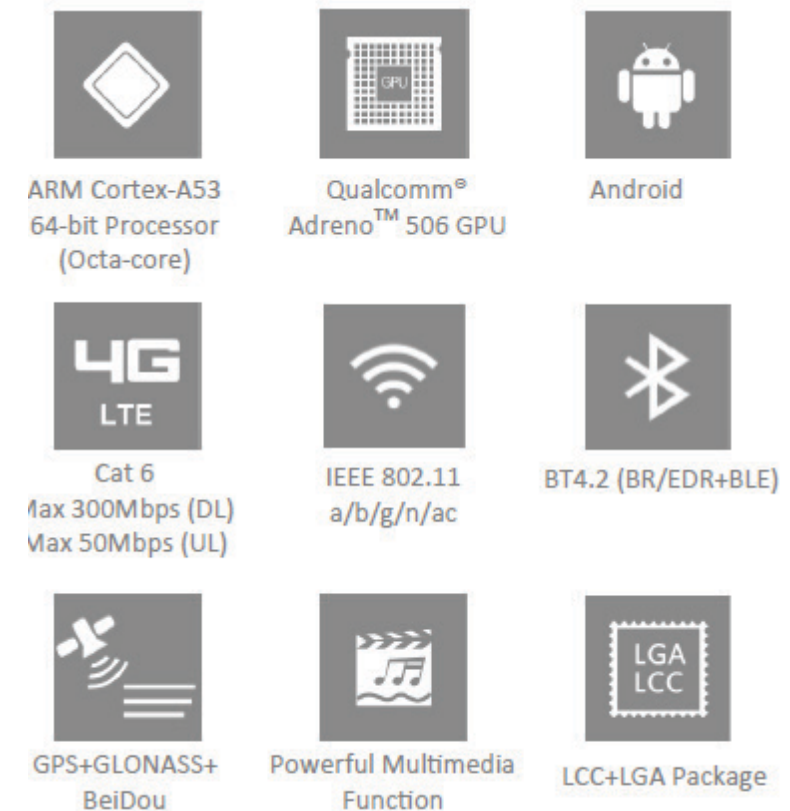 GPU
ARM Cortex-A53
64-bit Processor
(Octa-core)
Qualcomm®
Adreno™ 506 GPU
Android
4G
LTE
Cat 6
Max 300Mbps (DL)
Max 50Mbps (UL)
IEEE 802.11
a/b/g/n/ac
BT4.2 (BR/EDR+BLE)
GPS+GLONASS+
BeiDou
Powerful Multimedia
Function
LGA
LCC
LCC+LGA Package